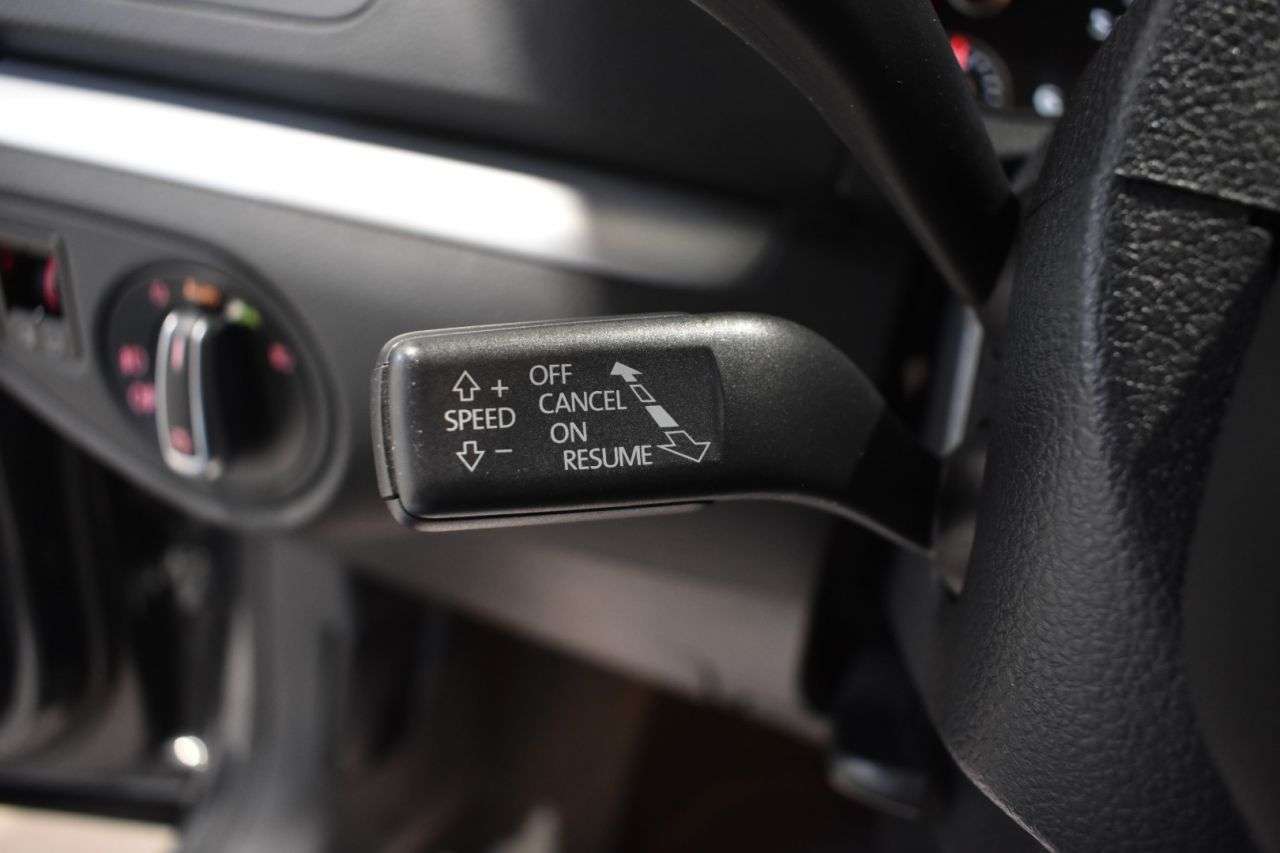 +
SPEED
−
OFF
CANCEL
ON
RESUME